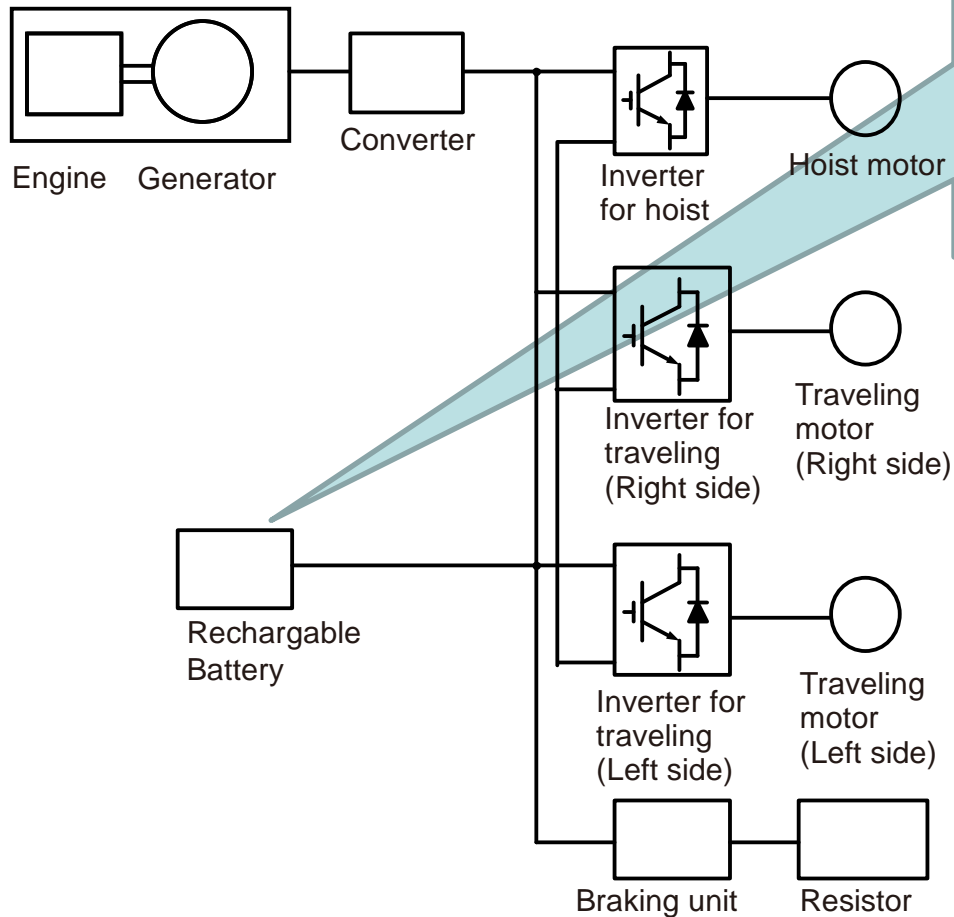 Engine
Generator
Converter
Inverter
for hoist
Hoist motor
Inverter for
traveling
(Right side)
Traveling
motor
(Right side)
Rechargable
Battery
Inverter for
traveling
(Left side)
Traveling
motor
(Left side)
Braking unit
Resistor